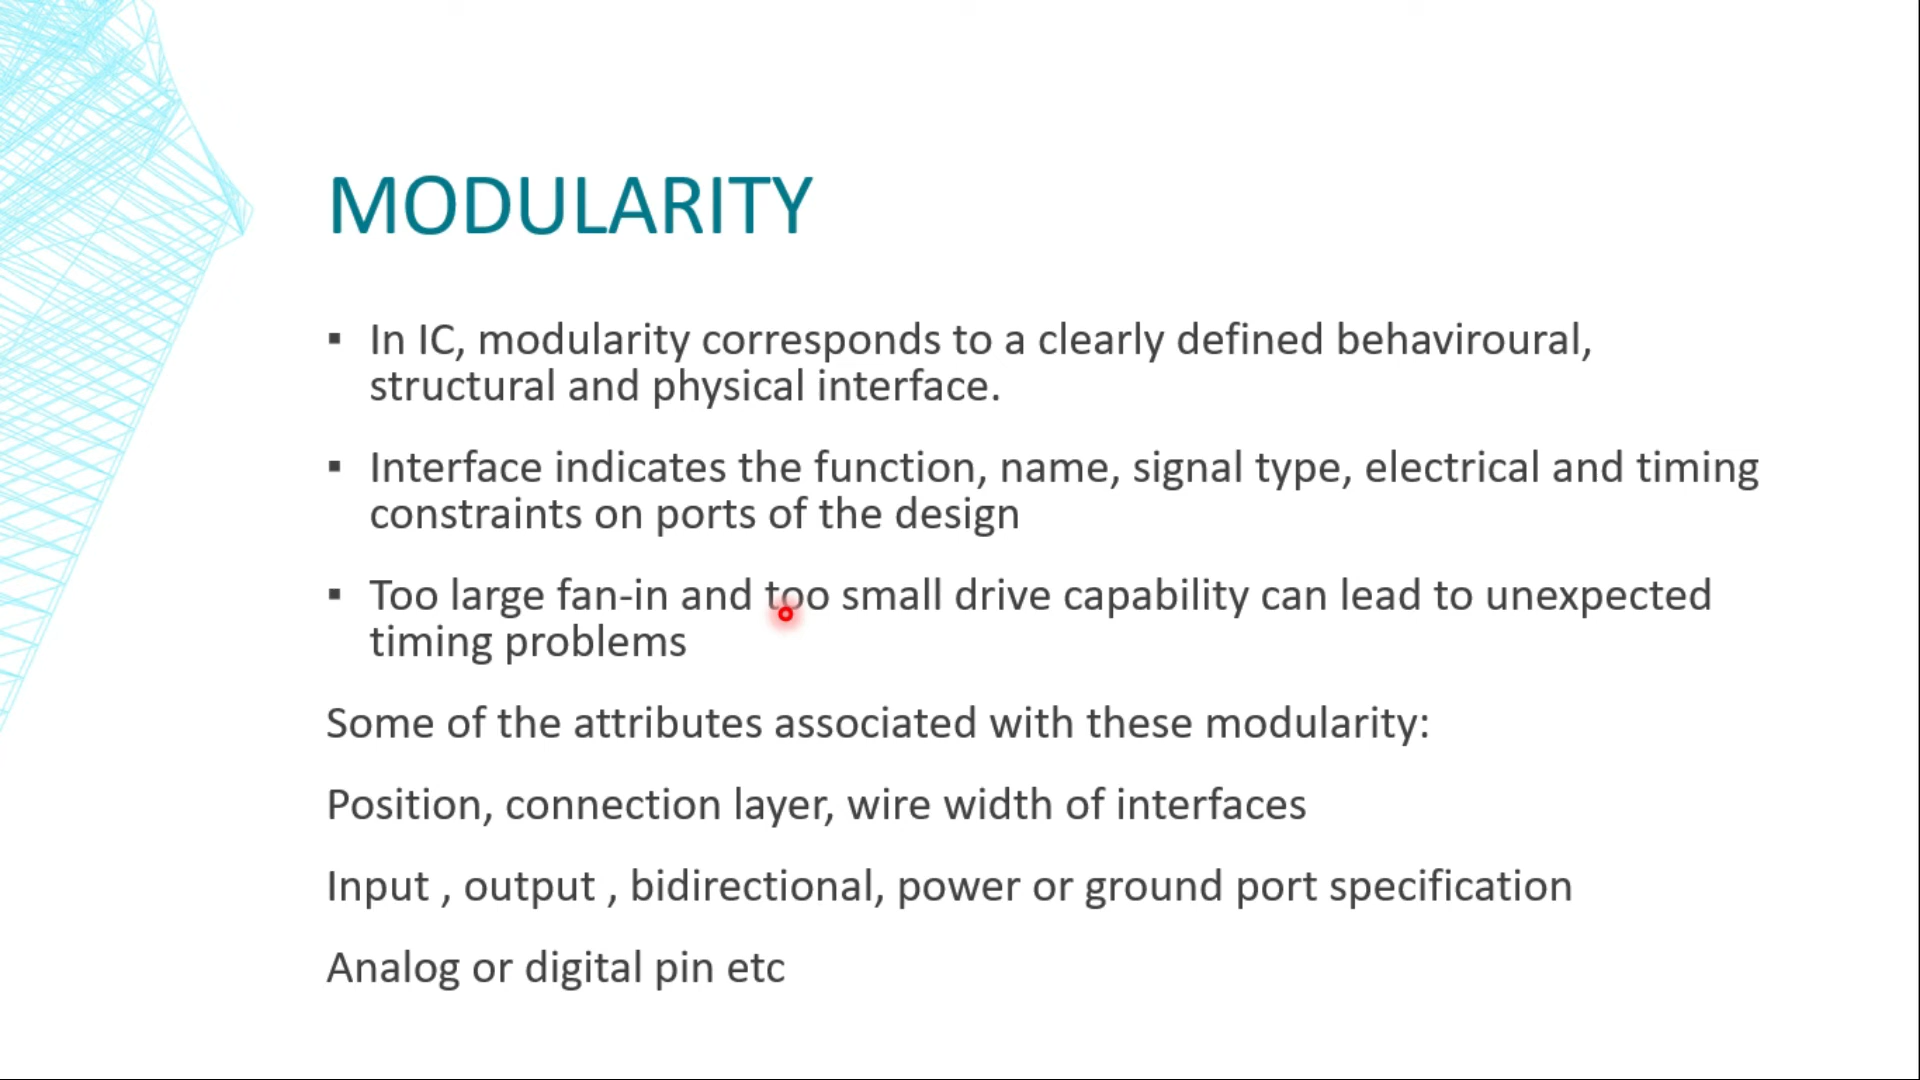 MODULARITY
▪ In IC, modularity corresponds to a clearly defined behaviroural,
structural and physical interface.
▪ Interface indicates the function, name, signal type, electrical and timing
constraints on ports of the design
▪ Too large fan-in and too small drive capability can lead to unexpected
timing problems
Some of the attributes associated with these modularity:
Position, connection layer, wire width of interfaces
Input , output , bidirectional, power or ground port specification
Analog or digital pin etc